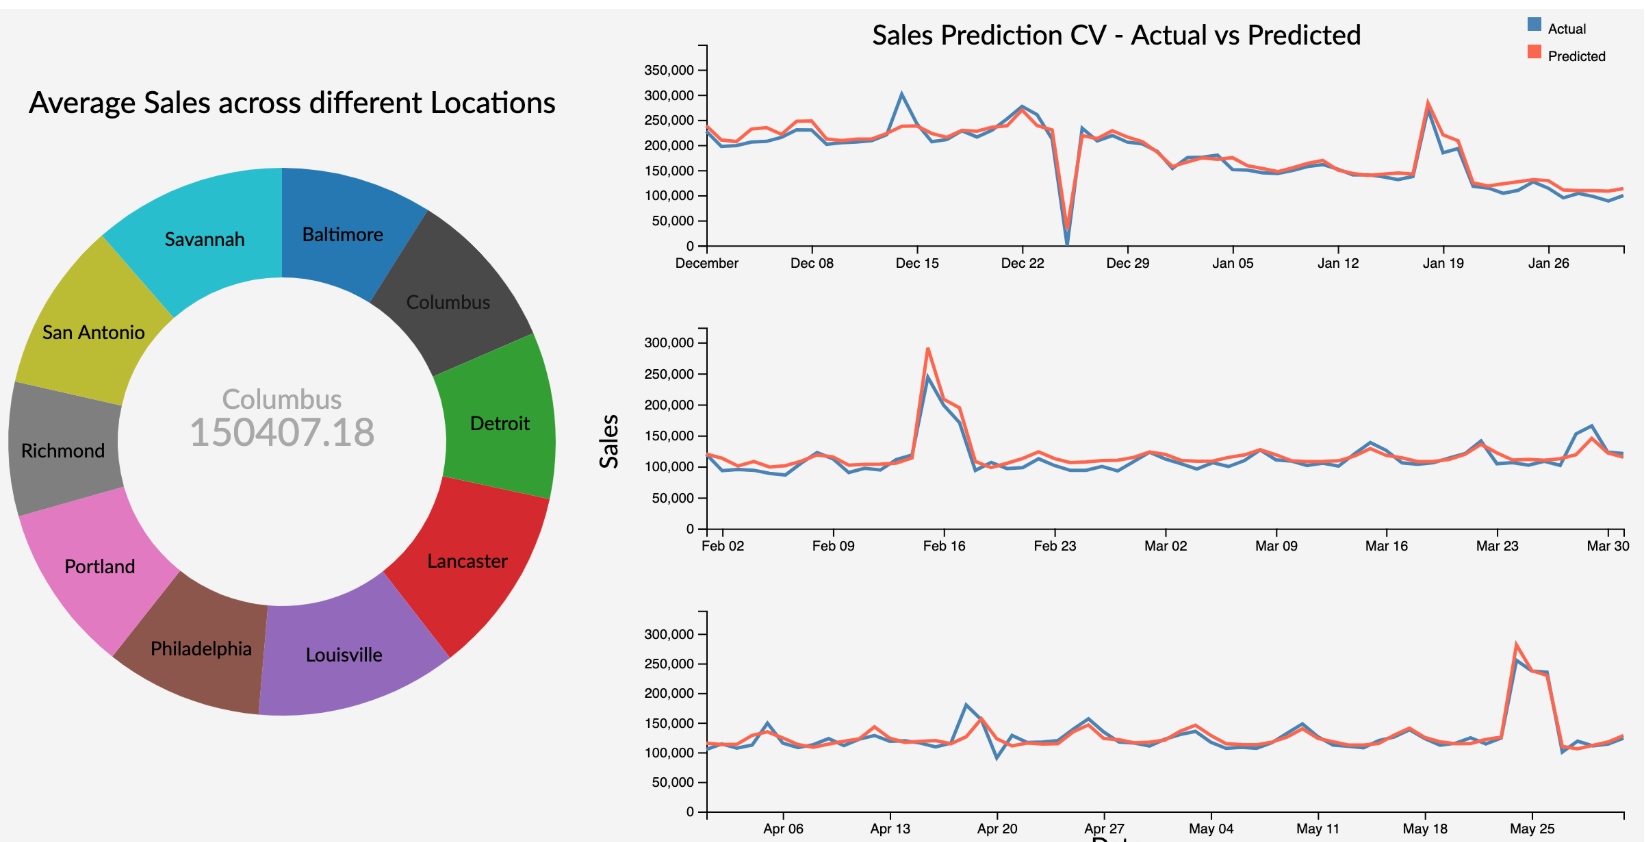 Average Sales across different Locations
Savannah
Baltimore
Columbus
San Antonio
Columbus
150407.18
Detroit
Richmond
Lancaster
Portland
Philadelphia
Louisville
Sales Prediction CV - Actual vs Predicted
Actual
Predicted
350,000
300,000
250,000
200,000
150,000
100,000
50,000
0
December Dec 08 Dec 15 Dec 22 Dec 29 Jan 05 Jan 12 Jan 19 Jan 26
Sales
300,000
250,000
200,000
150,000
100,000
50,000
0
Feb 02 Feb 09 Feb 16 Feb 23 Mar 02 Mar 09 Mar 16 Mar 23 Mar 30
300,000
250,000
200,000
150,000
100,000
50,000
0
Apr 06 Apr 13 Apr 20 Apr 27 May 04 May 11 May 18 May 25